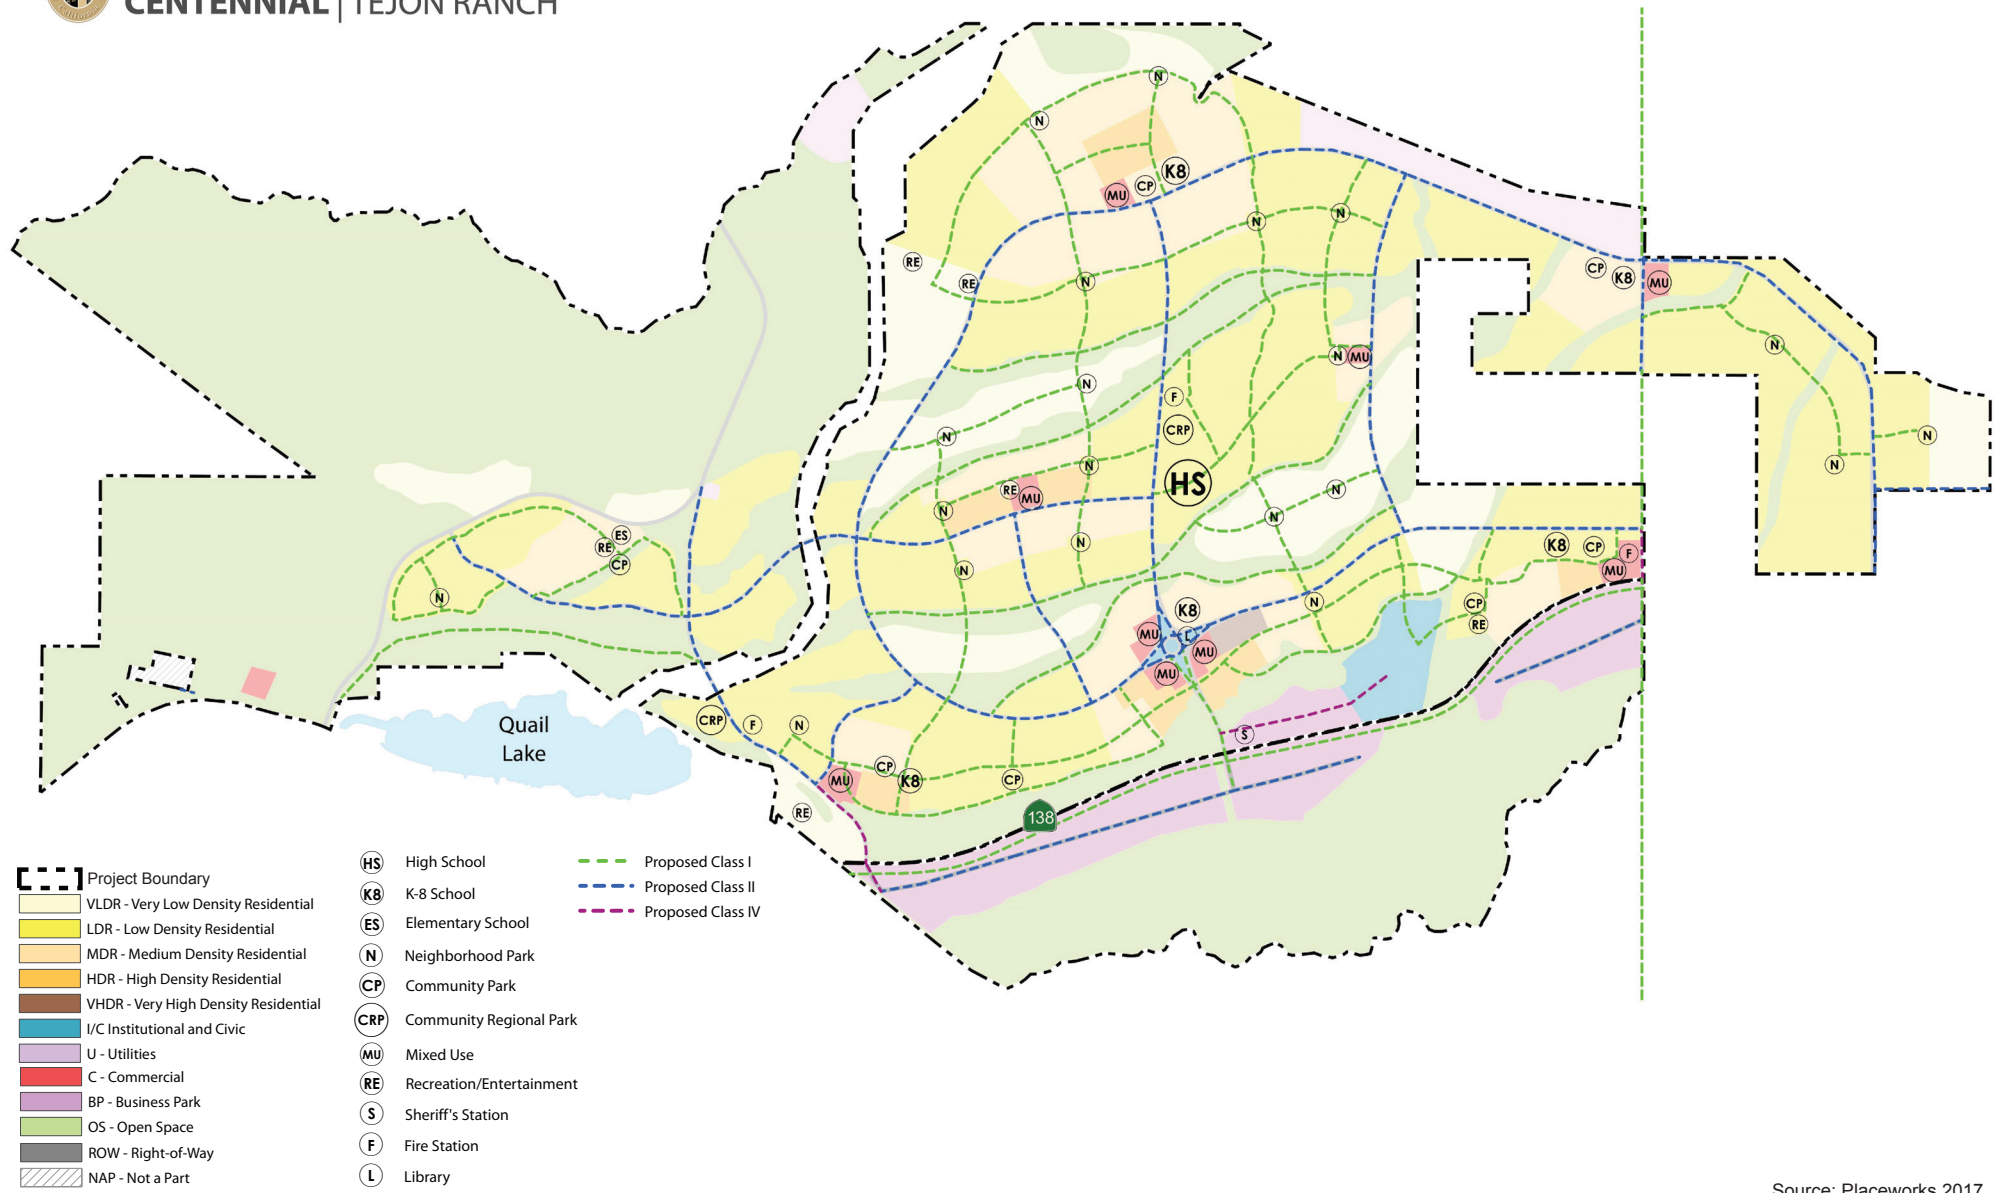 California
CENTENNIAL | TEJON RANCH
N
N
K8
CP
MU
N
N
RE
RE
N
CP
K8
MU
N
N
MU
N
F
CRP
N
N
N
N
N
HS
RE
MU
N
N
N
N
N
ES
RE
CP
N
K8
CP
F
MU
N
CP
RE
K8
L
MU
MU
MU
Quail
Lake
CRP
F
N
S
CP
MU
K8
CP
RE
138
Project Boundary
VLDR - Very Low Density Residential
LDR - Low Density Residential
MDR - Medium Density Residential
HDR - High Density Residential
VHDR - Very High Density Residential
I/C Institutional and Civic
U - Utilities
C - Commercial
BP - Business Park
OS - Open Space
ROW - Right-of-Way
NAP - Not a Part
HS High School
K8 K-8 School
ES Elementary School
N Neighborhood Park
CP Community Park
CRP Community Regional Park
MU Mixed Use
RE Recreation/Entertainment
S Sheriff's Station
F Fire Station
L Library
Proposed Class I
Proposed Class II
Proposed Class IV
Source: Placeworks 2017